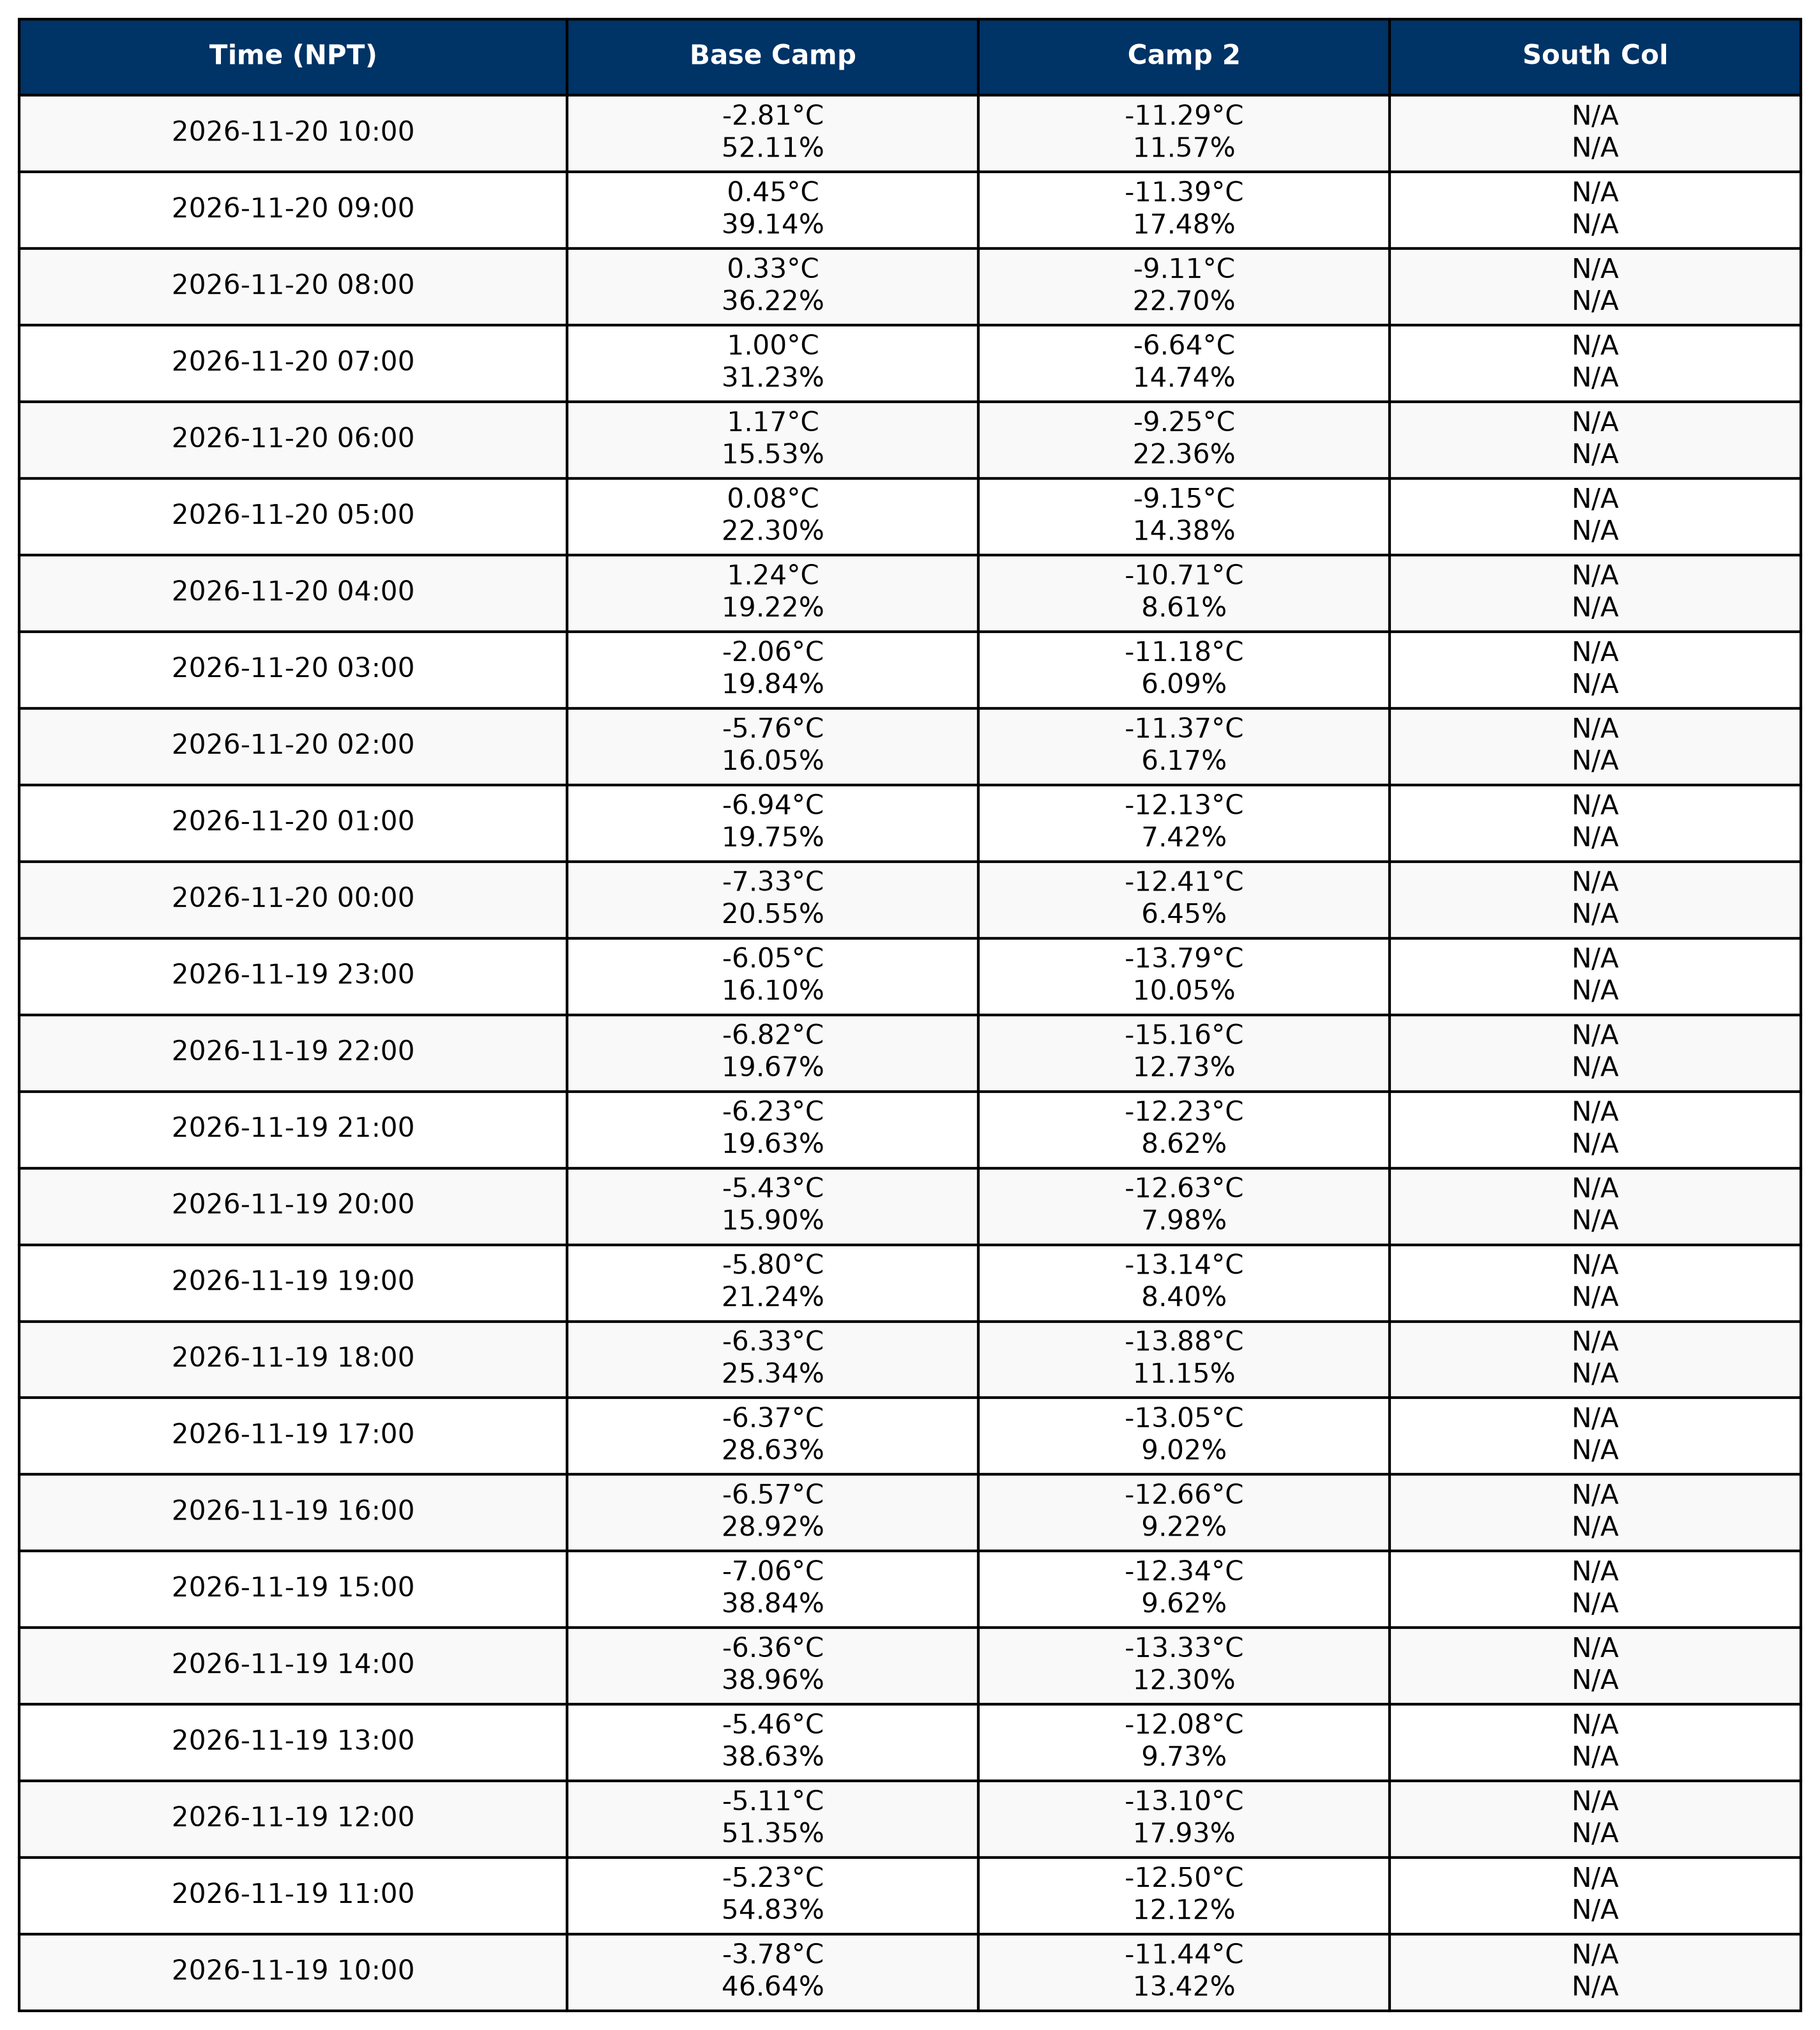 Time (NPT) Base Camp Camp 2 South Col
2026-11-20 10:00 -2.81°C -11.29°C N/A
52.11% 11.57% N/A
2026-11-20 09:00 0.45°C -11.39°C N/A
39.14% 17.48% N/A
2026-11-20 08:00 0.33°C -9.11°C N/A
36.22% 22.70% N/A
2026-11-20 07:00 1.00°C -6.64°C N/A
31.23% 14.74% N/A
2026-11-20 06:00 1.17°C -9.25°C N/A
15.53% 22.36% N/A
2026-11-20 05:00 0.08°C -9.15°C N/A
22.30% 14.38% N/A
2026-11-20 04:00 1.24°C -10.71°C N/A
19.22% 8.61% N/A
2026-11-20 03:00 -2.06°C -11.18°C N/A
19.84% 6.09% N/A
2026-11-20 02:00 -5.76°C -11.37°C N/A
16.05% 6.17% N/A
2026-11-20 01:00 -6.94°C -12.13°C N/A
19.75% 7.42% N/A
2026-11-20 00:00 -7.33°C -12.41°C N/A
20.55% 6.45% N/A
2026-11-19 23:00 -6.05°C -13.79°C N/A
16.10% 10.05% N/A
2026-11-19 22:00 -6.82°C -15.16°C N/A
19.67% 12.73% N/A
2026-11-19 21:00 -6.23°C -12.23°C N/A
19.63% 8.62% N/A
2026-11-19 20:00 -5.43°C -12.63°C N/A
15.90% 7.98% N/A
2026-11-19 19:00 -5.80°C -13.14°C N/A
21.24% 8.40% N/A
2026-11-19 18:00 -6.33°C -13.88°C N/A
25.34% 11.15% N/A
2026-11-19 17:00 -6.37°C -13.05°C N/A
28.63% 9.02% N/A
2026-11-19 16:00 -6.57°C -12.66°C N/A
28.92% 9.22% N/A
2026-11-19 15:00 -7.06°C -12.34°C N/A
38.84% 9.62% N/A
2026-11-19 14:00 -6.36°C -13.33°C N/A
38.96% 12.30% N/A
2026-11-19 13:00 -5.46°C -12.08°C N/A
38.63% 9.73% N/A
2026-11-19 12:00 -5.11°C -13.10°C N/A
51.35% 17.93% N/A
2026-11-19 11:00 -5.23°C -12.50°C N/A
54.83% 12.12% N/A
2026-11-19 10:00 -3.78°C -11.44°C N/A
46.64% 13.42% N/A